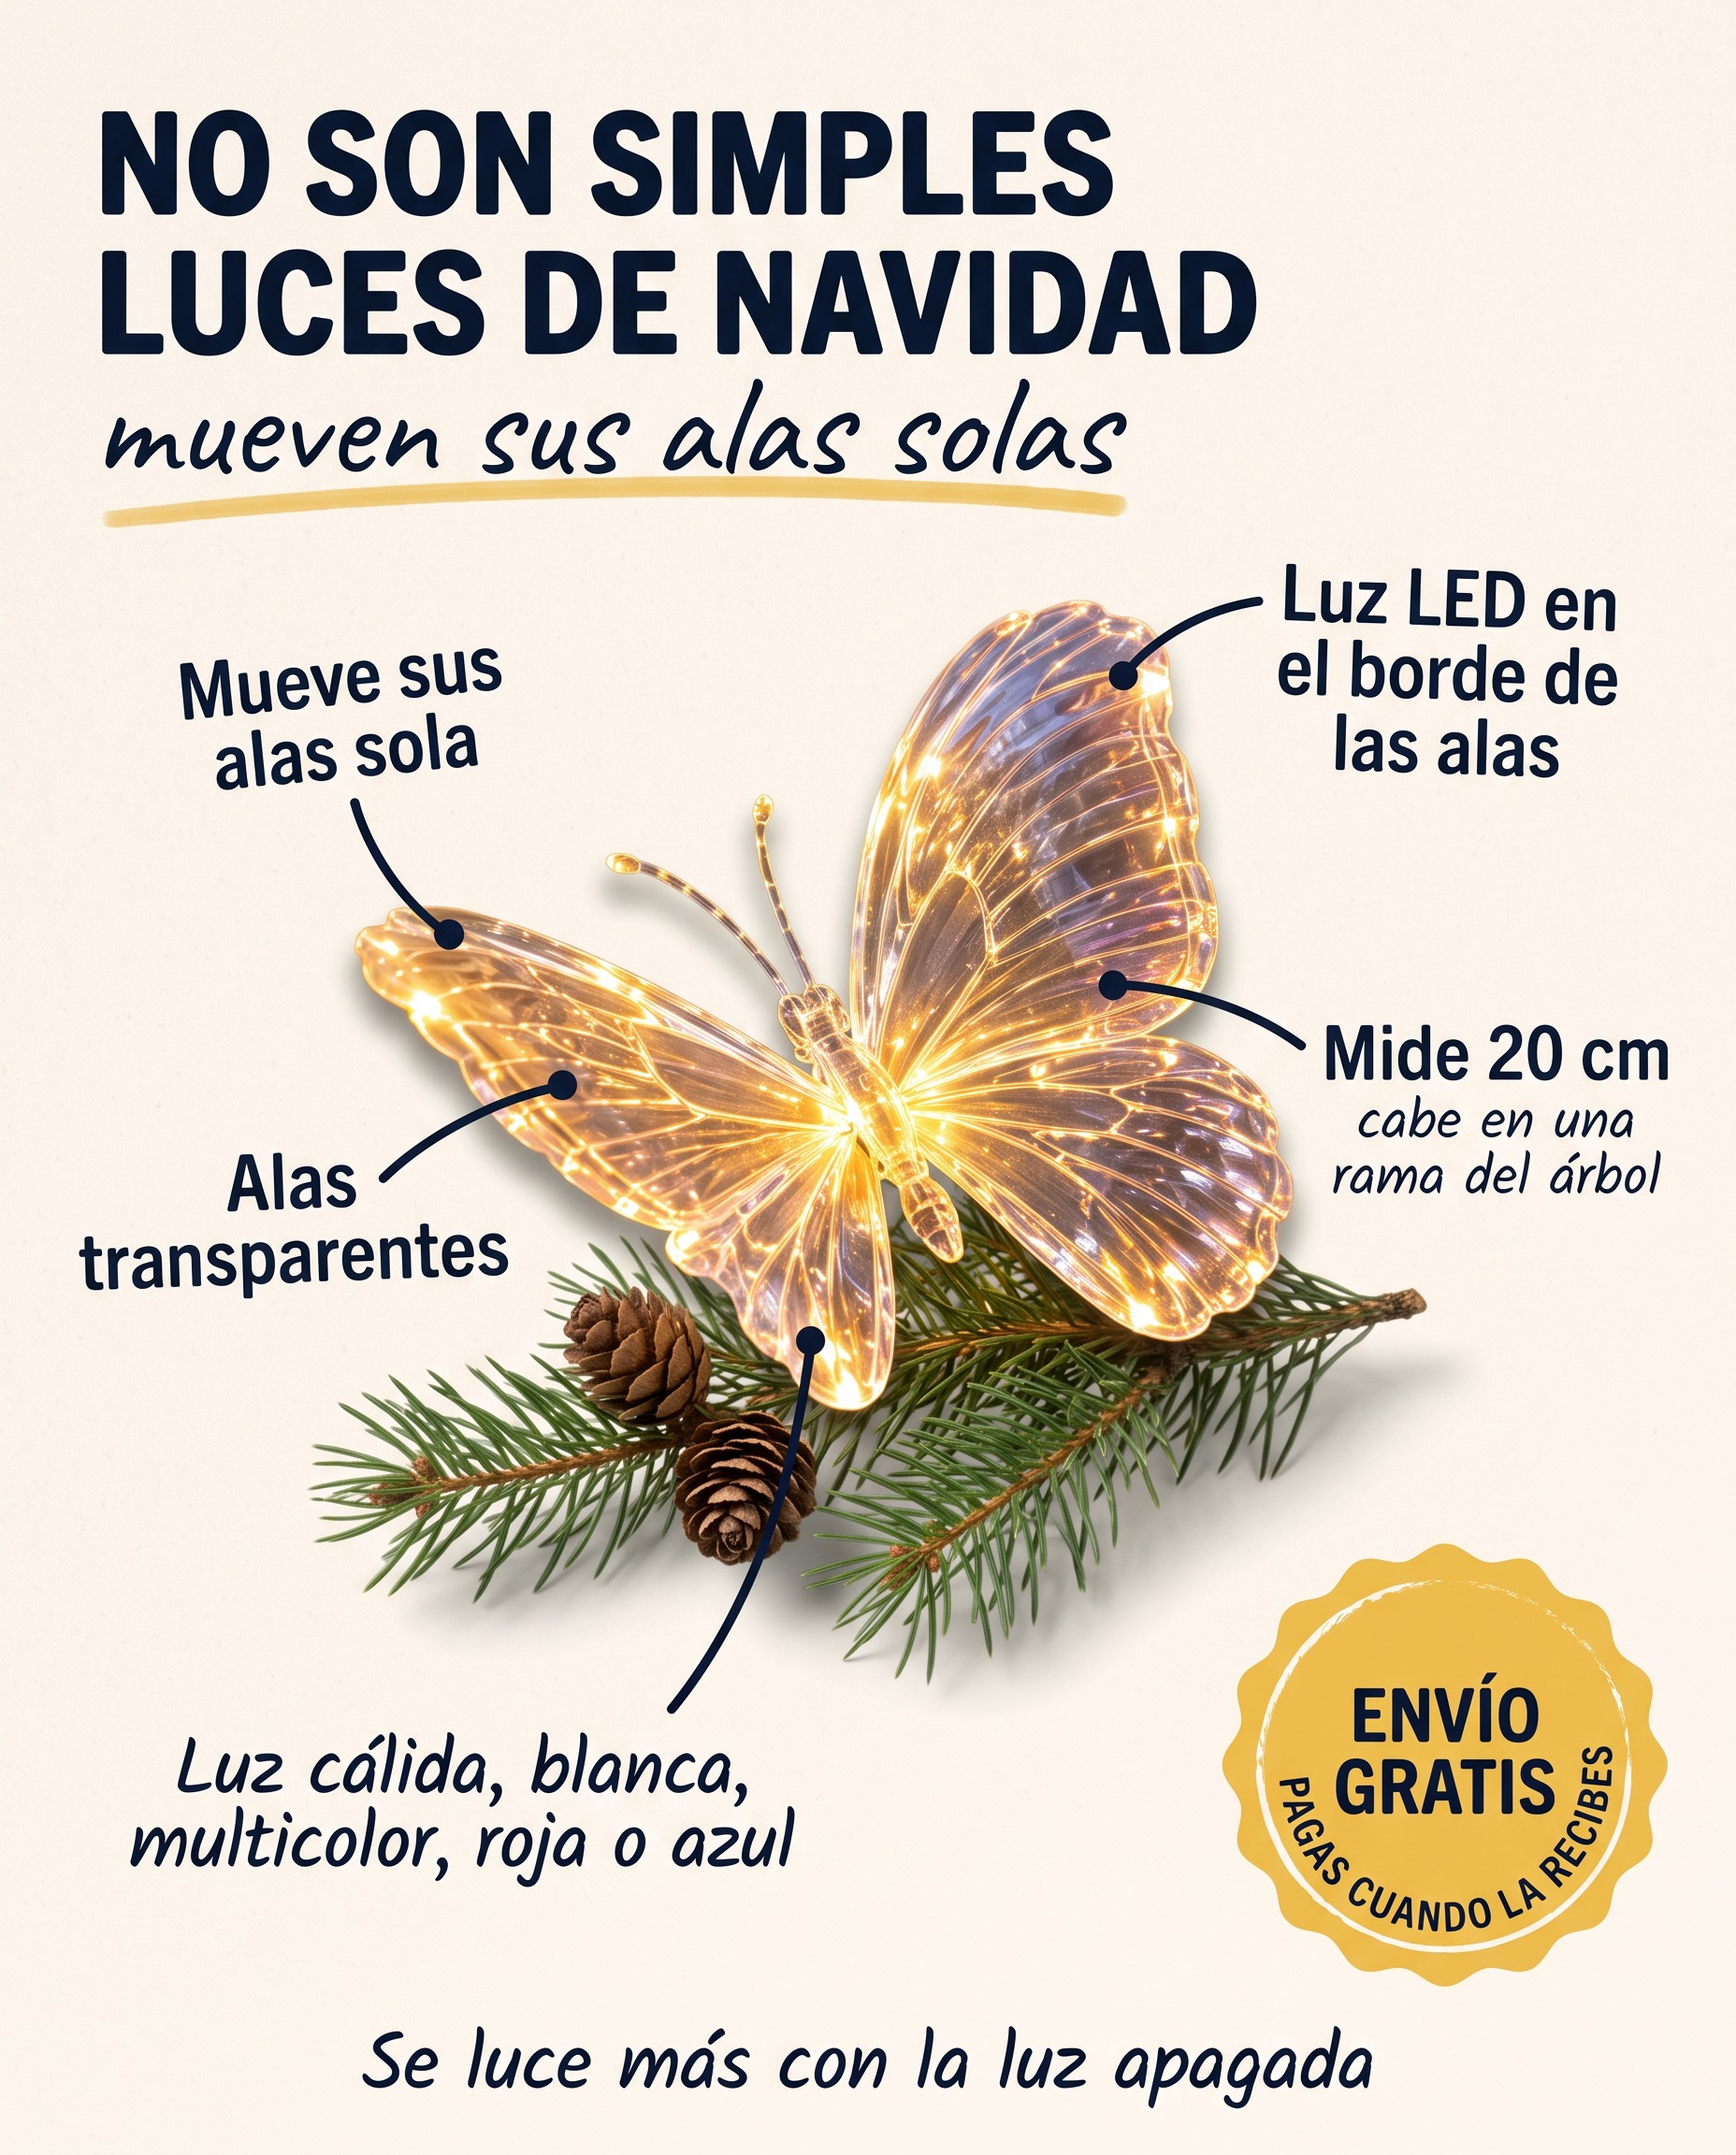 NO SON SIMPLES
LUCES DE NAVIDAD
mueven sus alas solas
Mueve sus
alas sola
Luz LED en
el borde de
las alas
Alas
transparentes
Mide 20 cm
cabe en una
rama del árbol
Luz cálida, blanca,
multicolor, roja o azul
ENVÍO
GRATIS
PAGAS CUANDO LA RECIBES
Se luce más con la luz apagada